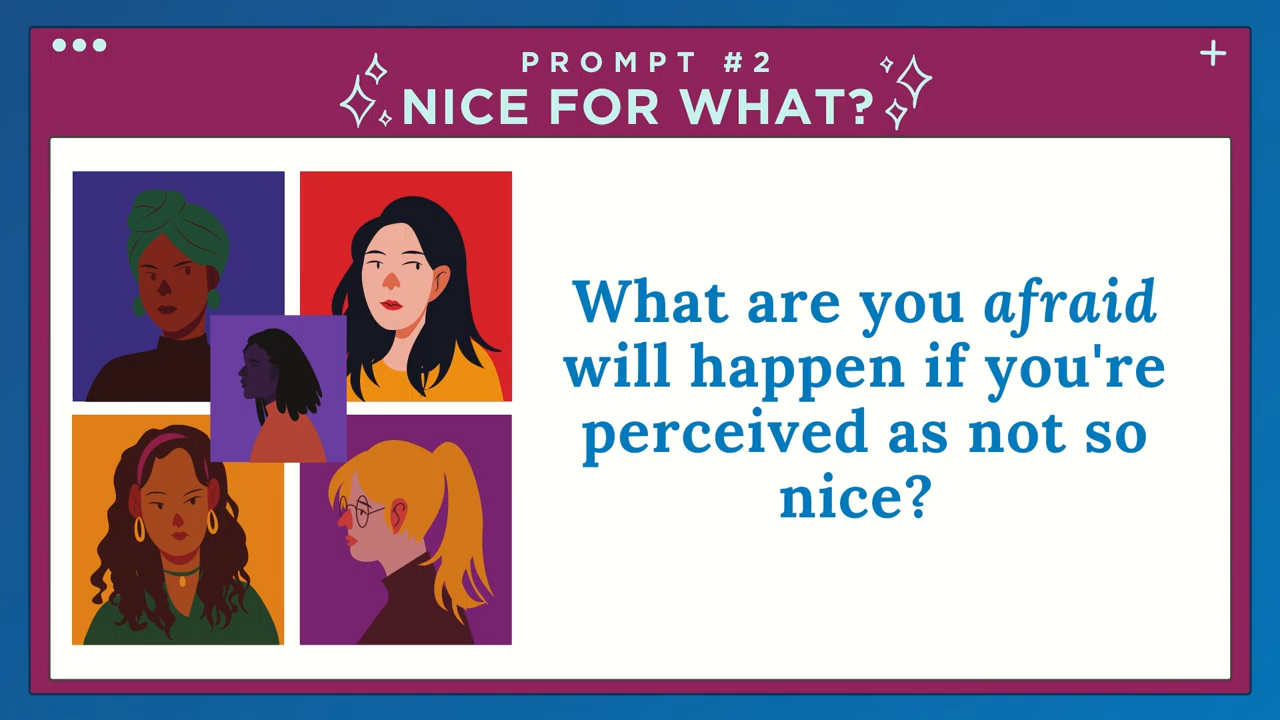 PROMPT #2
NICE FOR WHAT?
What are you afraid
will happen if you're
perceived as not so
nice?